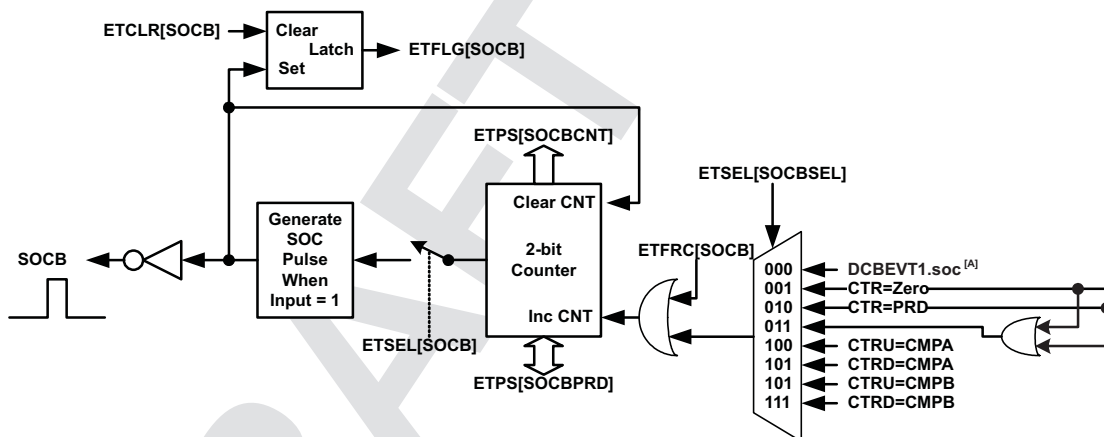 ETCLR[SOCB]
Clear
Latch
Set
ETFLG[SOCB]
ETPS[SOCBCNT]
ETSEL[SOCBSEL]
Clear CNT
2-bit
Counter
Inc CNT
Generate
SOC
Pulse
When
Input = 1
SOCB
ETSEL[SOCB]
ETPS[SOCBPRD]
ETFRC[SOCB]
000 DCBEVT1.soc [A]
001 CTR=Zero
010 CTR=PRD
011
100 CTRU=CMPA
101 CTRD=CMPA
101 CTRU=CMPB
111 CTRD=CMPB